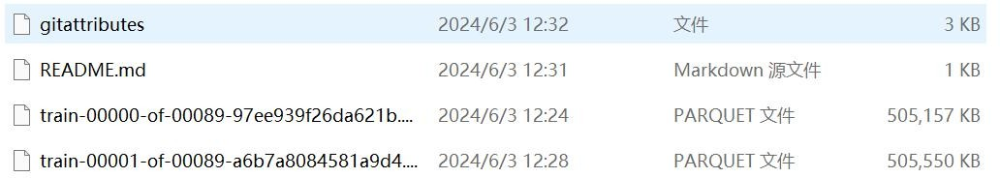 gitattributes 2024/6/3 12:32 文件 3 KB
README.md 2024/6/3 12:31 Markdown 源文件 1 KB
train-00000-of-00089-97ee939f26da621b.... 2024/6/3 12:24 PARQUET 文件 505,157 KB
train-00001-of-00089-a6b7a8084581a9d4.... 2024/6/3 12:28 PARQUET 文件 505,550 KB